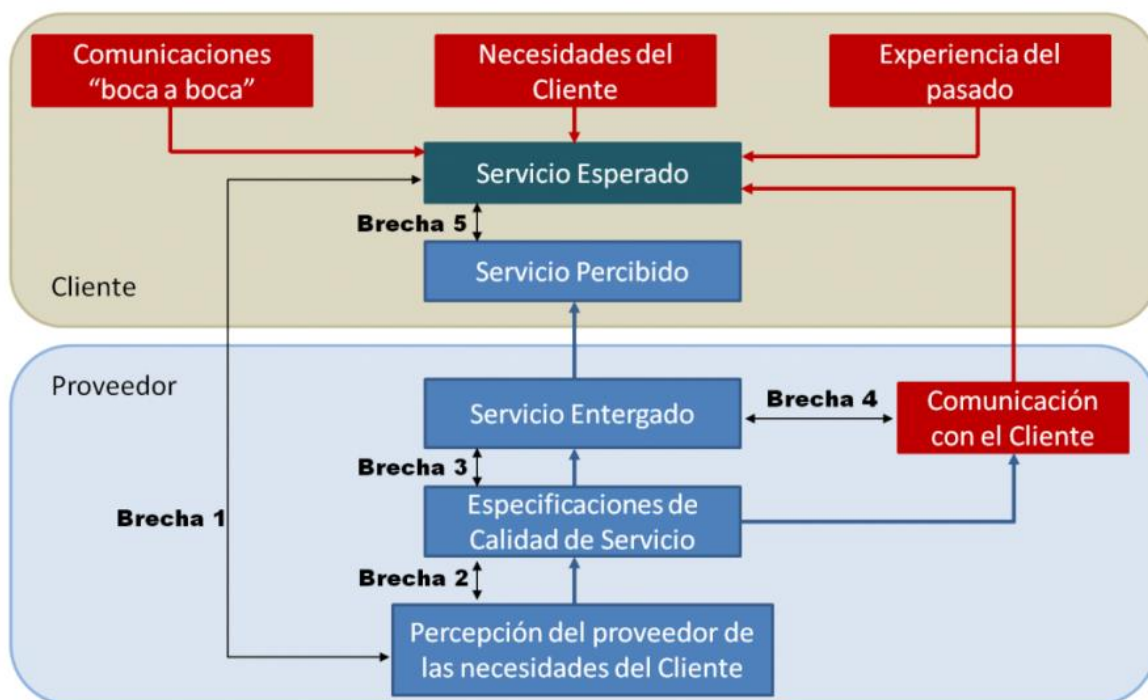 Comunicaciones
“boca a boca”
Necesidades del
Cliente
Experiencia del
pasado
Servicio Esperado
Brecha 5
Servicio Percibido
Cliente
Proveedor
Servicio Entergado
Brecha 4
Comunicación
con el Cliente
Brecha 3
Especificaciones de
Calidad de Servicio
Brecha 1
Brecha 2
Percepción del proveedor de
las necesidades del Cliente